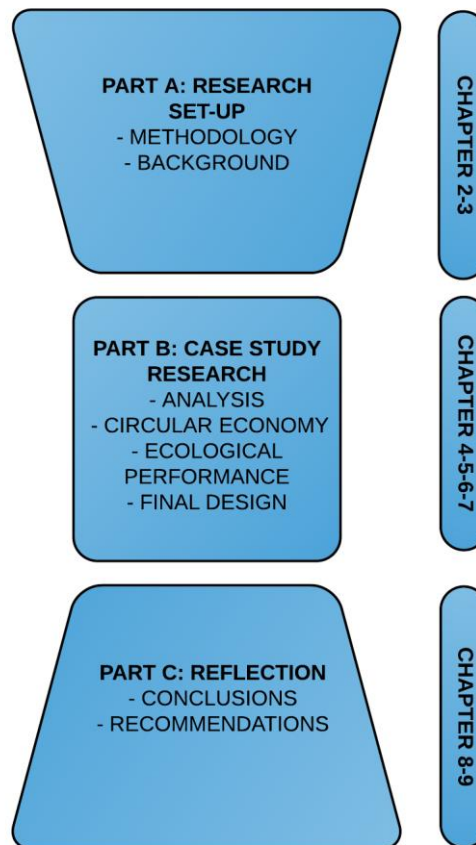 PART A: RESEARCH
SET-UP
- METHODOLOGY
- BACKGROUND
CHAPTER 2-3
PART B: CASE STUDY
RESEARCH
- ANALYSIS
- CIRCULAR ECONOMY
- ECOLOGICAL
PERFORMANCE
- FINAL DESIGN
CHAPTER 4-5-6-7
PART C: REFLECTION
- CONCLUSIONS
- RECOMMENDATIONS
CHAPTER 8-9